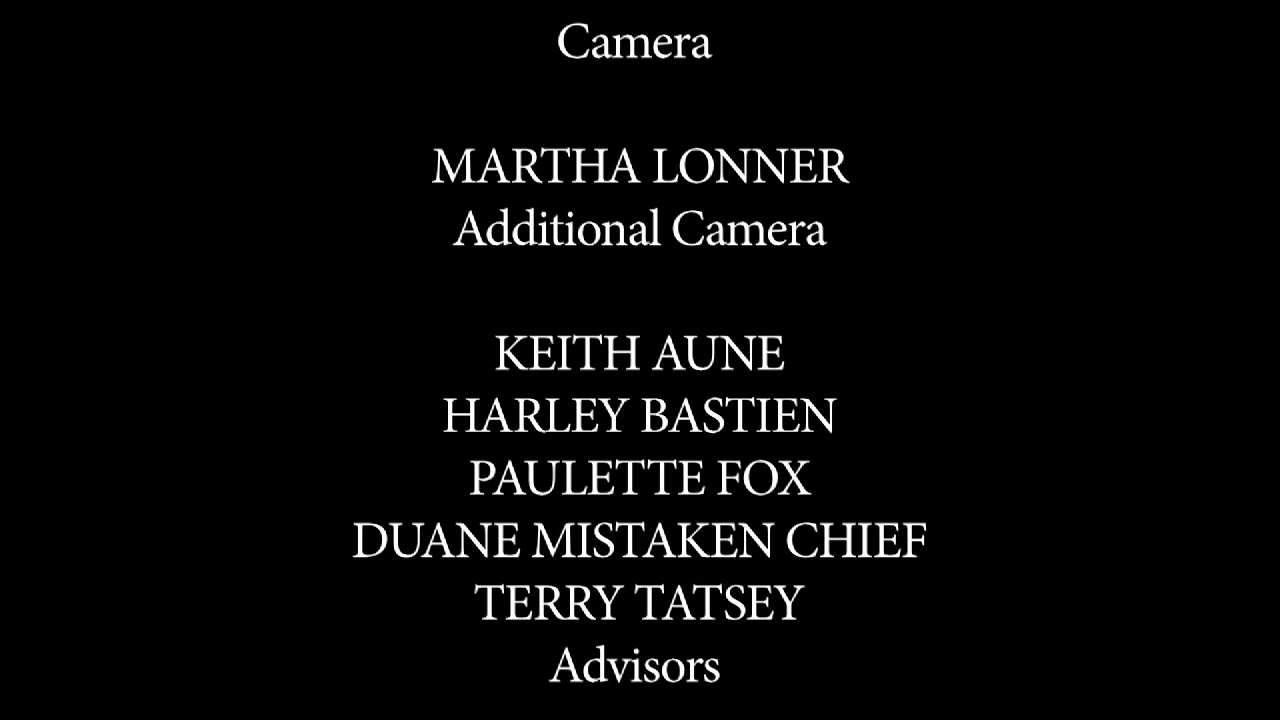 Camera
MARTHA LONNER
Additional Camera
KEITH AUNE
HARLEY BASTIEN
PAULETTE FOX
DUANE MISTAKEN CHIEF
TERRY TATSEY
Advisors